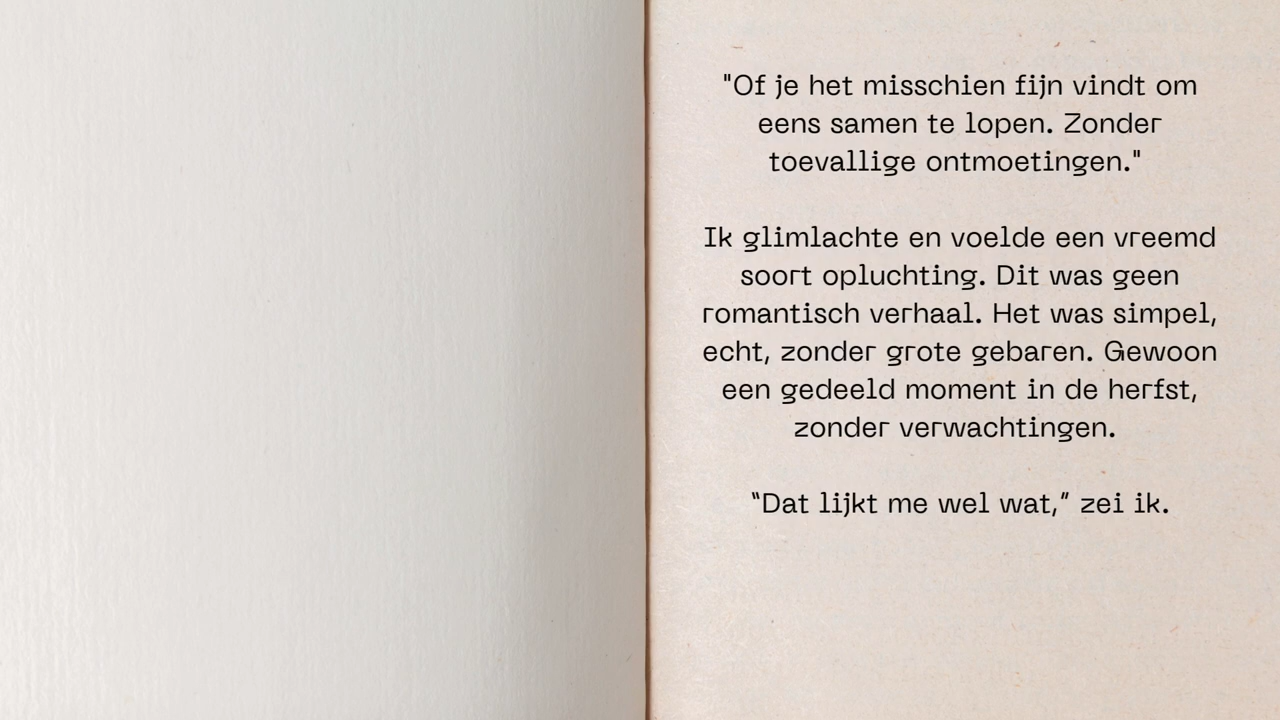 "Of je het misschien fijn vindt om
eens samen te lopen. Zonder
toevallige ontmoetingen."
Ik glimlachte en voelde een vreemd
soort opluchting. Dit was geen
romantisch verhaal. Het was simpel,
echt, zonder grote gebaren. Gewoon
een gedeeld moment in de herfst,
zonder verwachtingen.
“Dat lijkt me wel wat,” zei ik.